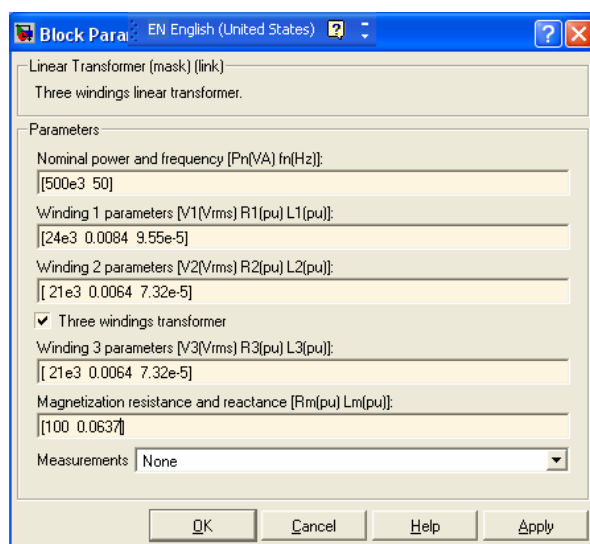 Block Parar
EN English (United States)
Linear Transformer (mask) (link)
Three windings linear transformer.
Parameters
Nominal power and frequency [Pn(VA) fn(Hz)]:
[500e3 50]
Winding 1 parameters [V1(Vrms) R1(pu) L1(pu)]:
[24e3 0.0084 9.55e-5]
Winding 2 parameters [V2(Vrms) R2(pu) L2(pu)]:
[ 21e3 0.0064 7.32e-5]
Three windings transformer
Winding 3 parameters [V3(Vrms) R3(pu) L3(pu)]:
[ 21e3 0.0064 7.32e-5]
Magnetization resistance and reactance [Rm(pu) Lm(pu)]:
[100 0.0637]
Measurements None
OK Cancel Help Apply